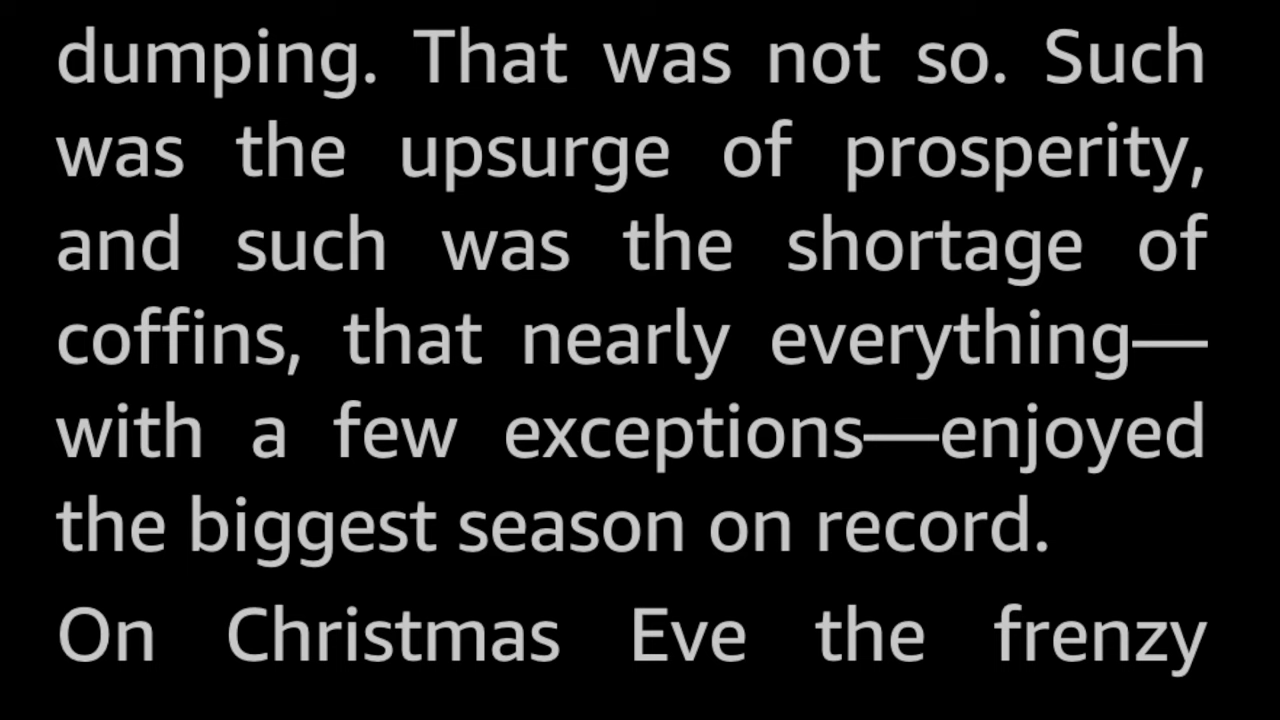 dumping. That was not so. Such
was the upsurge of prosperity,
and such was the shortage of
coffins, that nearly everything—
with a few exceptions—enjoyed
the biggest season on record.
On Christmas Eve the frenzy